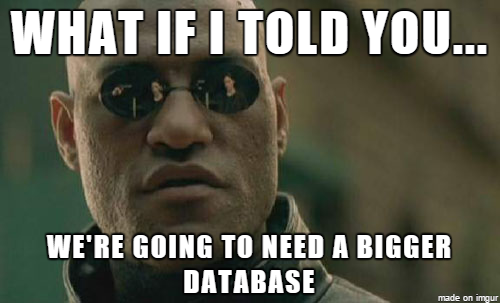 WHAT IF I TOLD YOU...
WE'RE GOING TO NEED A BIGGER
DATABASE
made on imgur